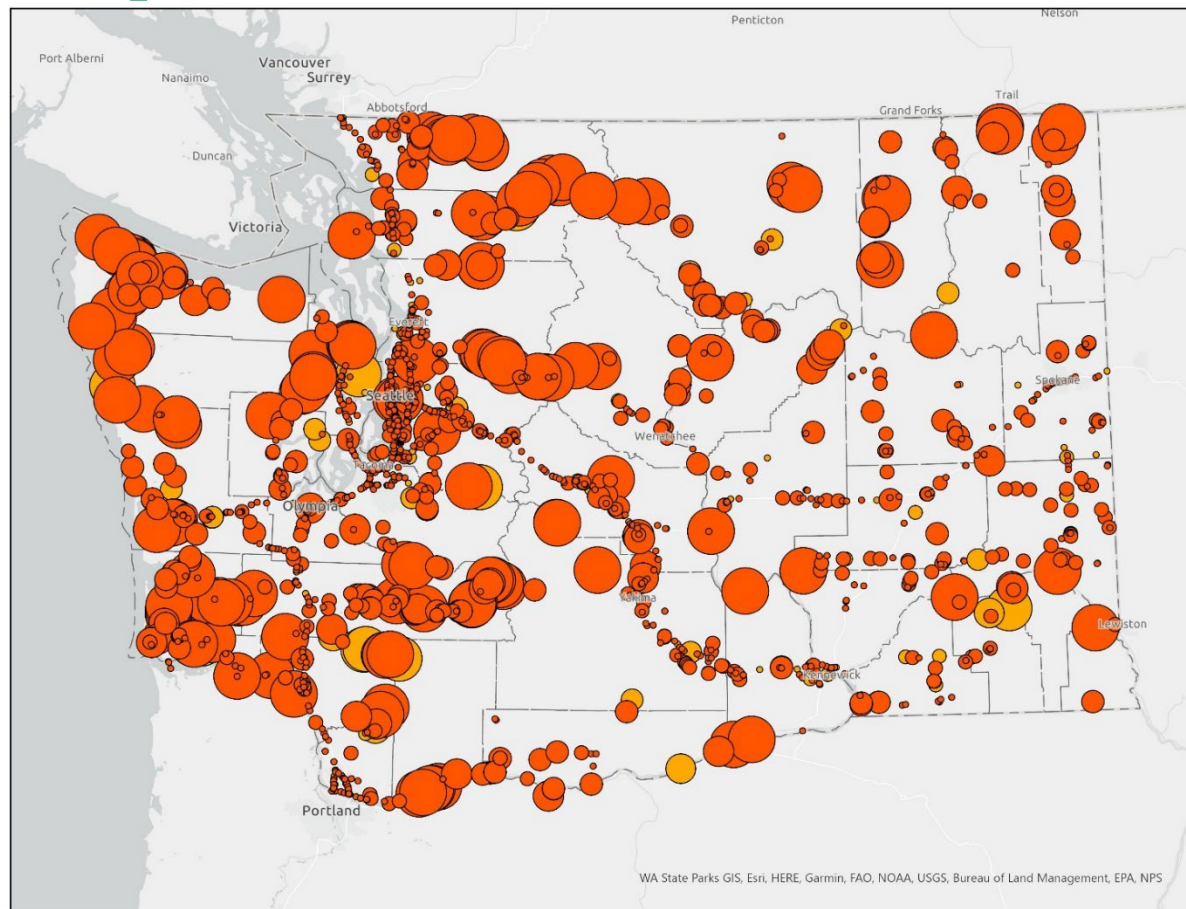 Penticton
Nelson
Port Alberni
Vancouver
Surrey
Nanaimo
Trail
Abbotsford
Grand Forks
Duncan
Victoria
Everett
Seattle
Spokane
Wenatchee
Tacoma
Olympia
Yakima
Lewiston
Kennewick
Portland
WA State Parks GIS, Esri, HERE, Garmin, FAO, NOAA, USGS, Bureau of Land Management, EPA, NPS